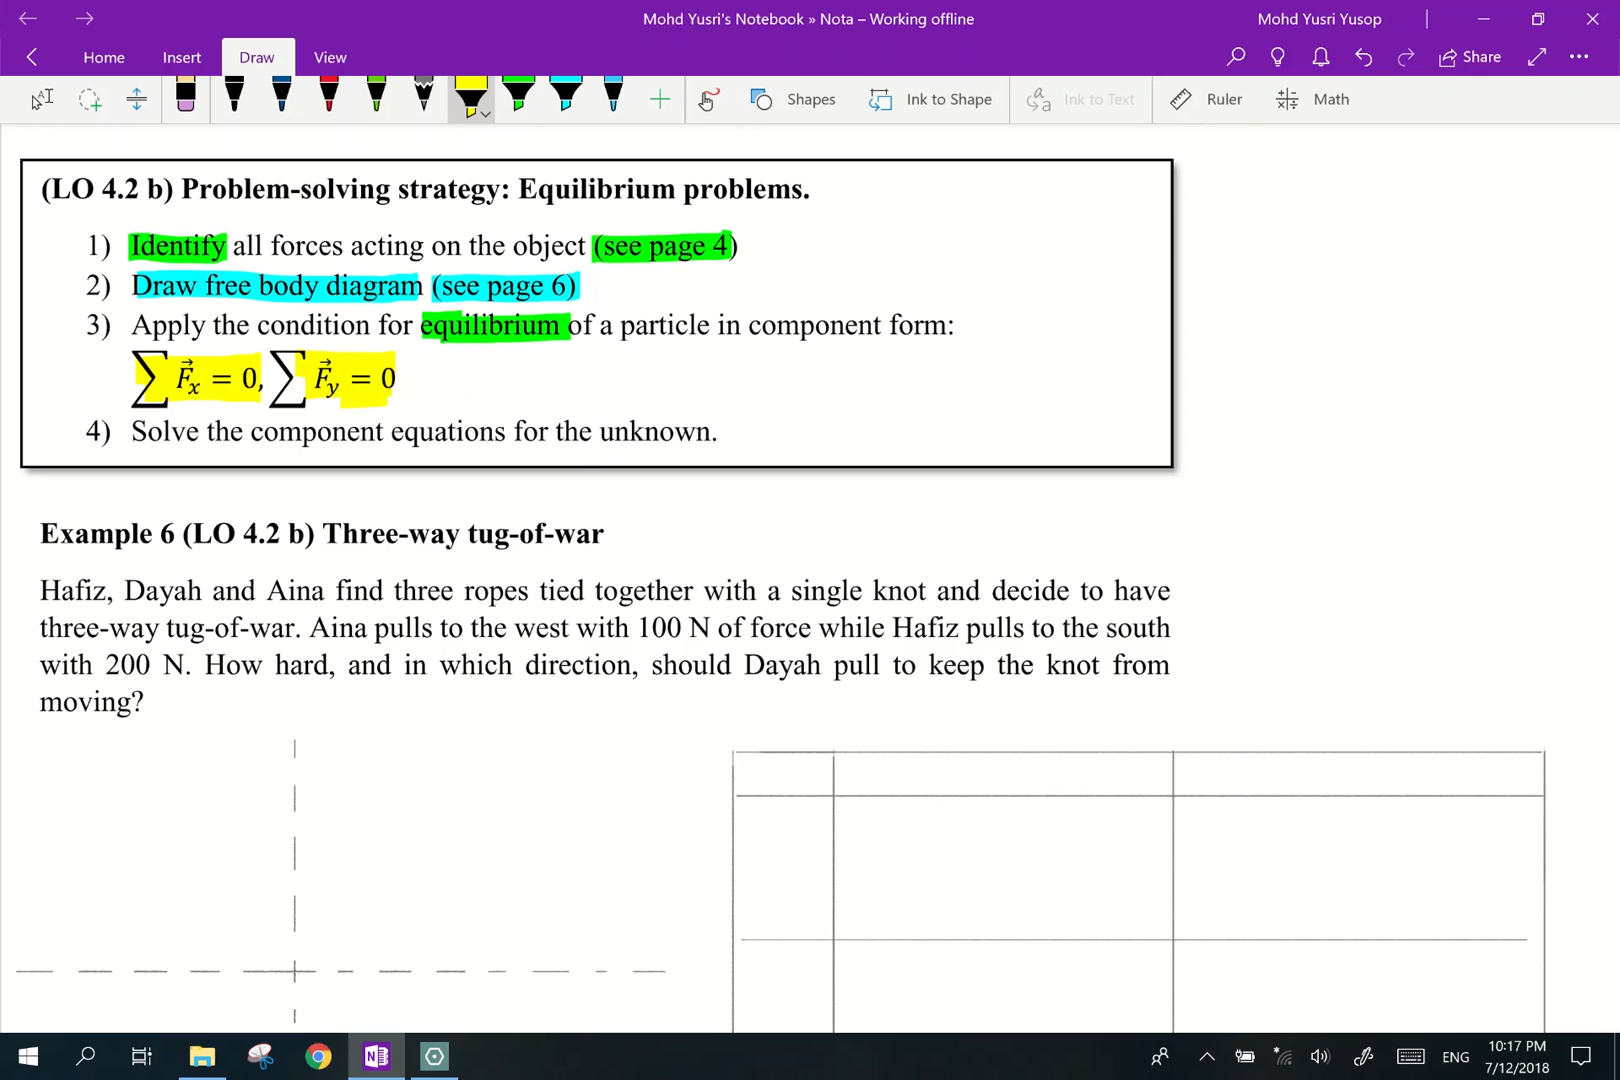 Mohd Yusri's Notebook » Nota – Working offline
Mohd Yusri Yusop
Home Insert Draw View
Share
Shapes
Ink to Shape
Ink to Text
Ruler
Math
(LO 4.2 b) Problem-solving strategy: Equilibrium problems.
1) Identify all forces acting on the object (see page 4)
2) Draw free body diagram (see page 6)
3) Apply the condition for equilibrium of a particle in component form:
∑ F⃗ₓ = 0, ∑ F⃗ᵧ = 0
4) Solve the component equations for the unknown.
Example 6 (LO 4.2 b) Three-way tug-of-war
Hafiz, Dayah and Aina find three ropes tied together with a single knot and decide to have
three-way tug-of-war. Aina pulls to the west with 100 N of force while Hafiz pulls to the south
with 200 N. How hard, and in which direction, should Dayah pull to keep the knot from
moving?
ENG
10:17 PM
7/12/2018